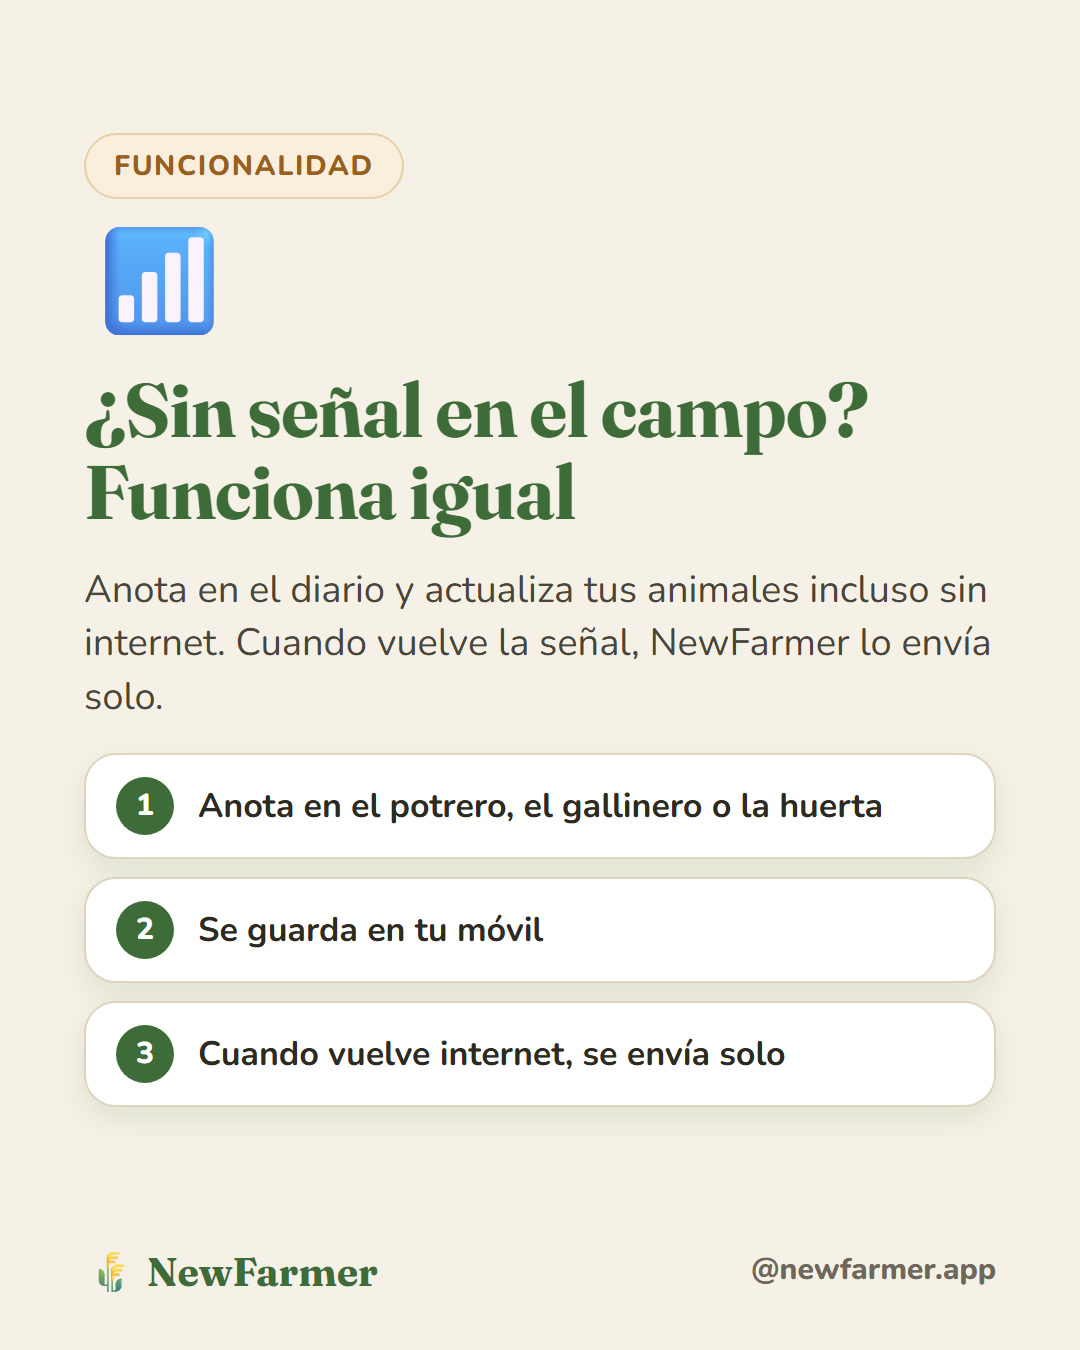 FUNCIONALIDAD
¿Sin señal en el campo?
Funciona igual
Anota en el diario y actualiza tus animales incluso sin
internet. Cuando vuelve la señal, NewFarmer lo envía
solo.
1 Anota en el potrero, el gallinero o la huerta
2 Se guarda en tu móvil
3 Cuando vuelve internet, se envía solo
NewFarmer
@newfarmer.app